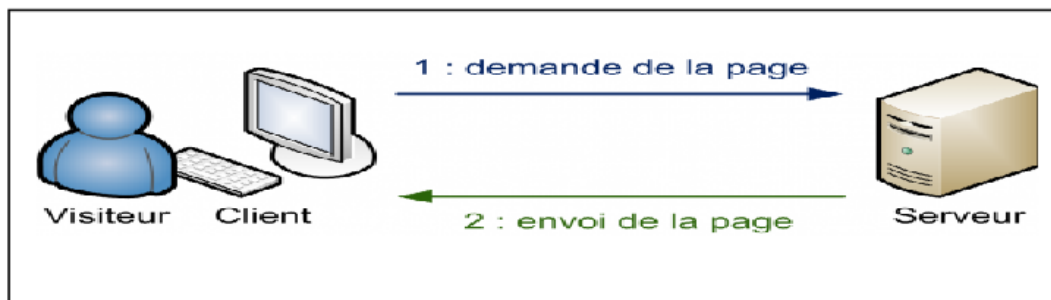 1 : demande de la page
Visiteur
Client
2 : envoi de la page
Serveur